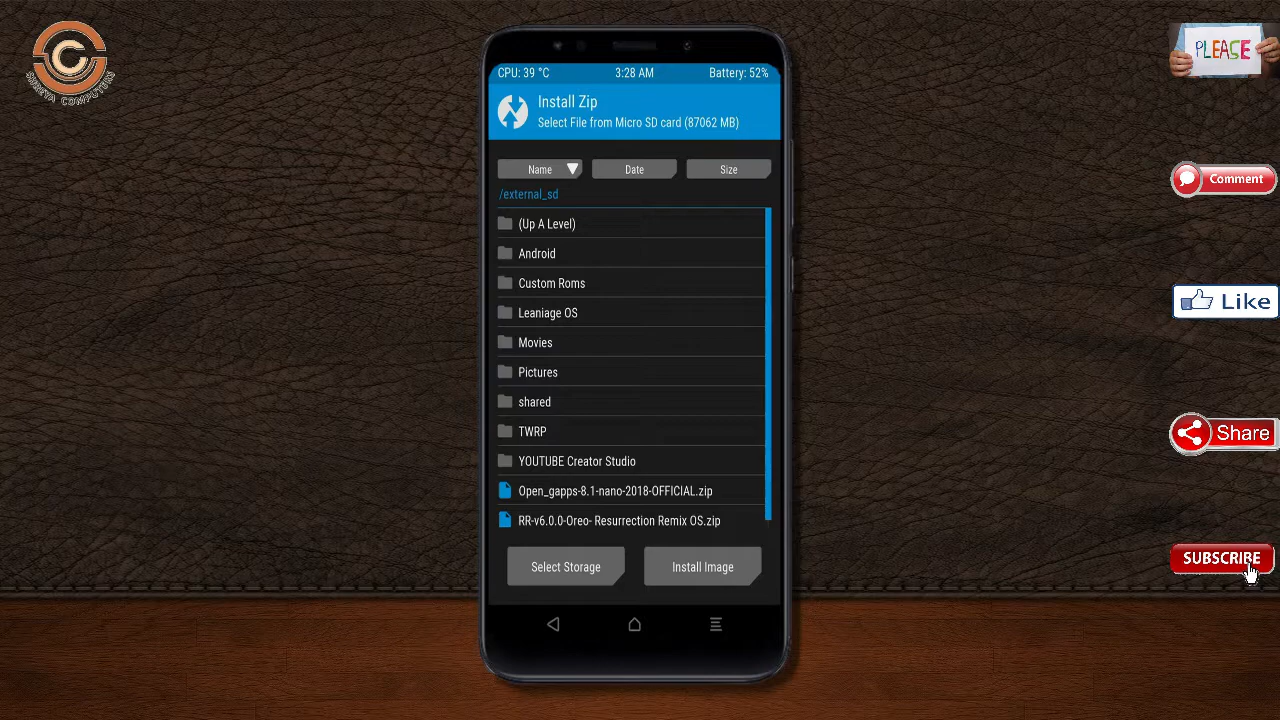 CPU: 39 °C
3:28 AM
Battery: 52%
Install Zip
Select File from Micro SD card (87062 MB)
Name
Date
Size
/external_sd
(Up A Level)
Android
Custom Roms
Leaniage OS
Movies
Pictures
shared
TWRP
YOUTUBE Creator Studio
Open_gapps-8.1-nano-2018-OFFICIAL.zip
RR-v6.0.0-Oreo- Resurrection Remix OS.zip
Select Storage
Install Image
SHREYA COMPUTERS
PLEASE
Comment
Like
Share
SUBSCRIBE